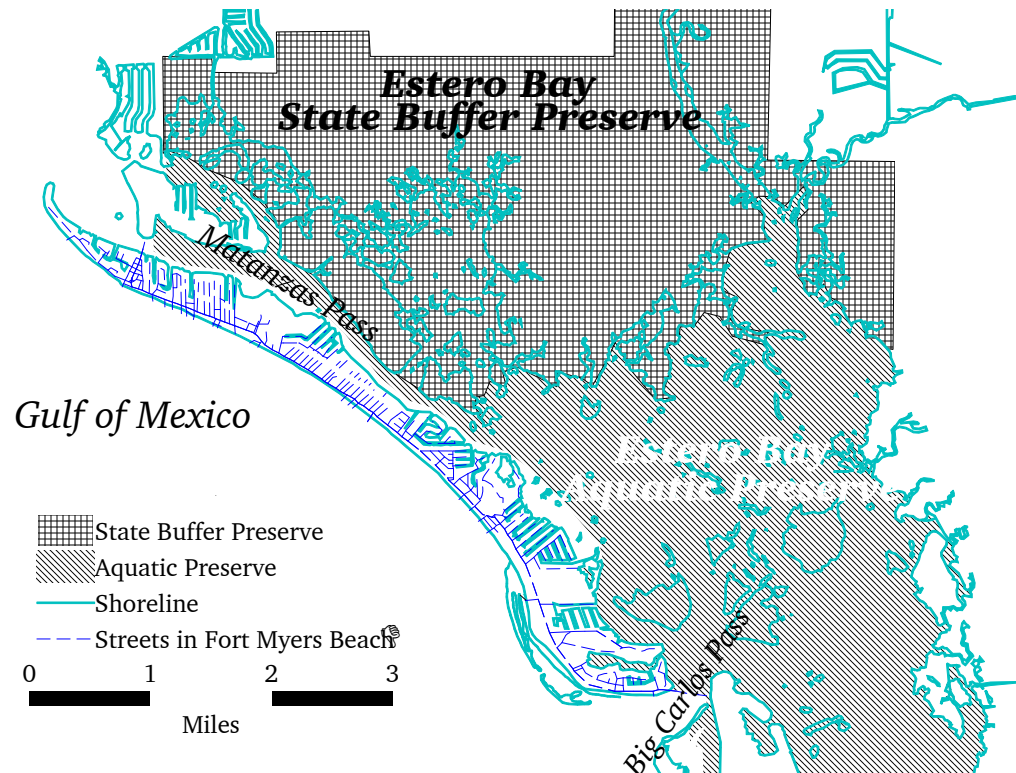 Estero Bay
State Buffer Preserve
Matanzas Pass
Gulf of Mexico
Estero Bay
Aquatic Preserve
State Buffer Preserve
Aquatic Preserve
Shoreline
Streets in Fort Myers Beach
0 1 2 3
Miles
Big Carlos Pass